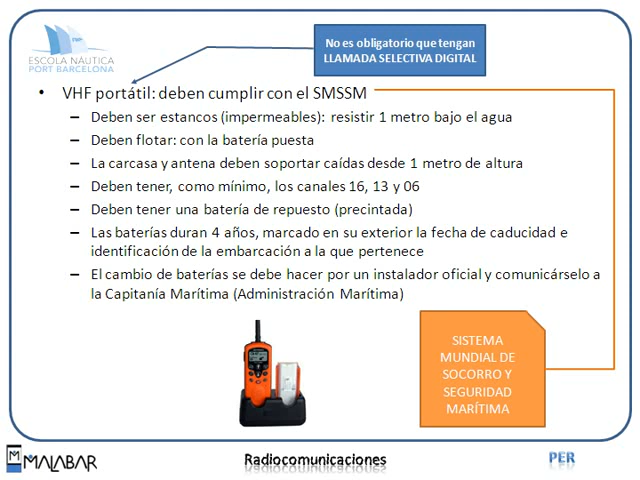 No es obligatorio que tengan
LLAMADA SELECTIVA DIGITAL
ESCOLA NÀUTICA
PORT BARCELONA
• VHF portátil: deben cumplir con el SMSSM
– Deben ser estancos (impermeables): resistir 1 metro bajo el agua
– Deben flotar: con la batería puesta
– La carcasa y antena deben soportar caídas desde 1 metro de altura
– Deben tener, como mínimo, los canales 16, 13 y 06
– Deben tener una batería de repuesto (precintada)
– Las baterías duran 4 años, marcado en su exterior la fecha de caducidad e
identificación de la embarcación a la que pertenece
– El cambio de baterías se debe hacer por un instalador oficial y comunicárselo a
la Capitanía Marítima (Administración Marítima)
SISTEMA
MUNDIAL DE
SOCORRO Y
SEGURIDAD
MARÍTIMA
MALABAR
Radiocomunicaciones
PER